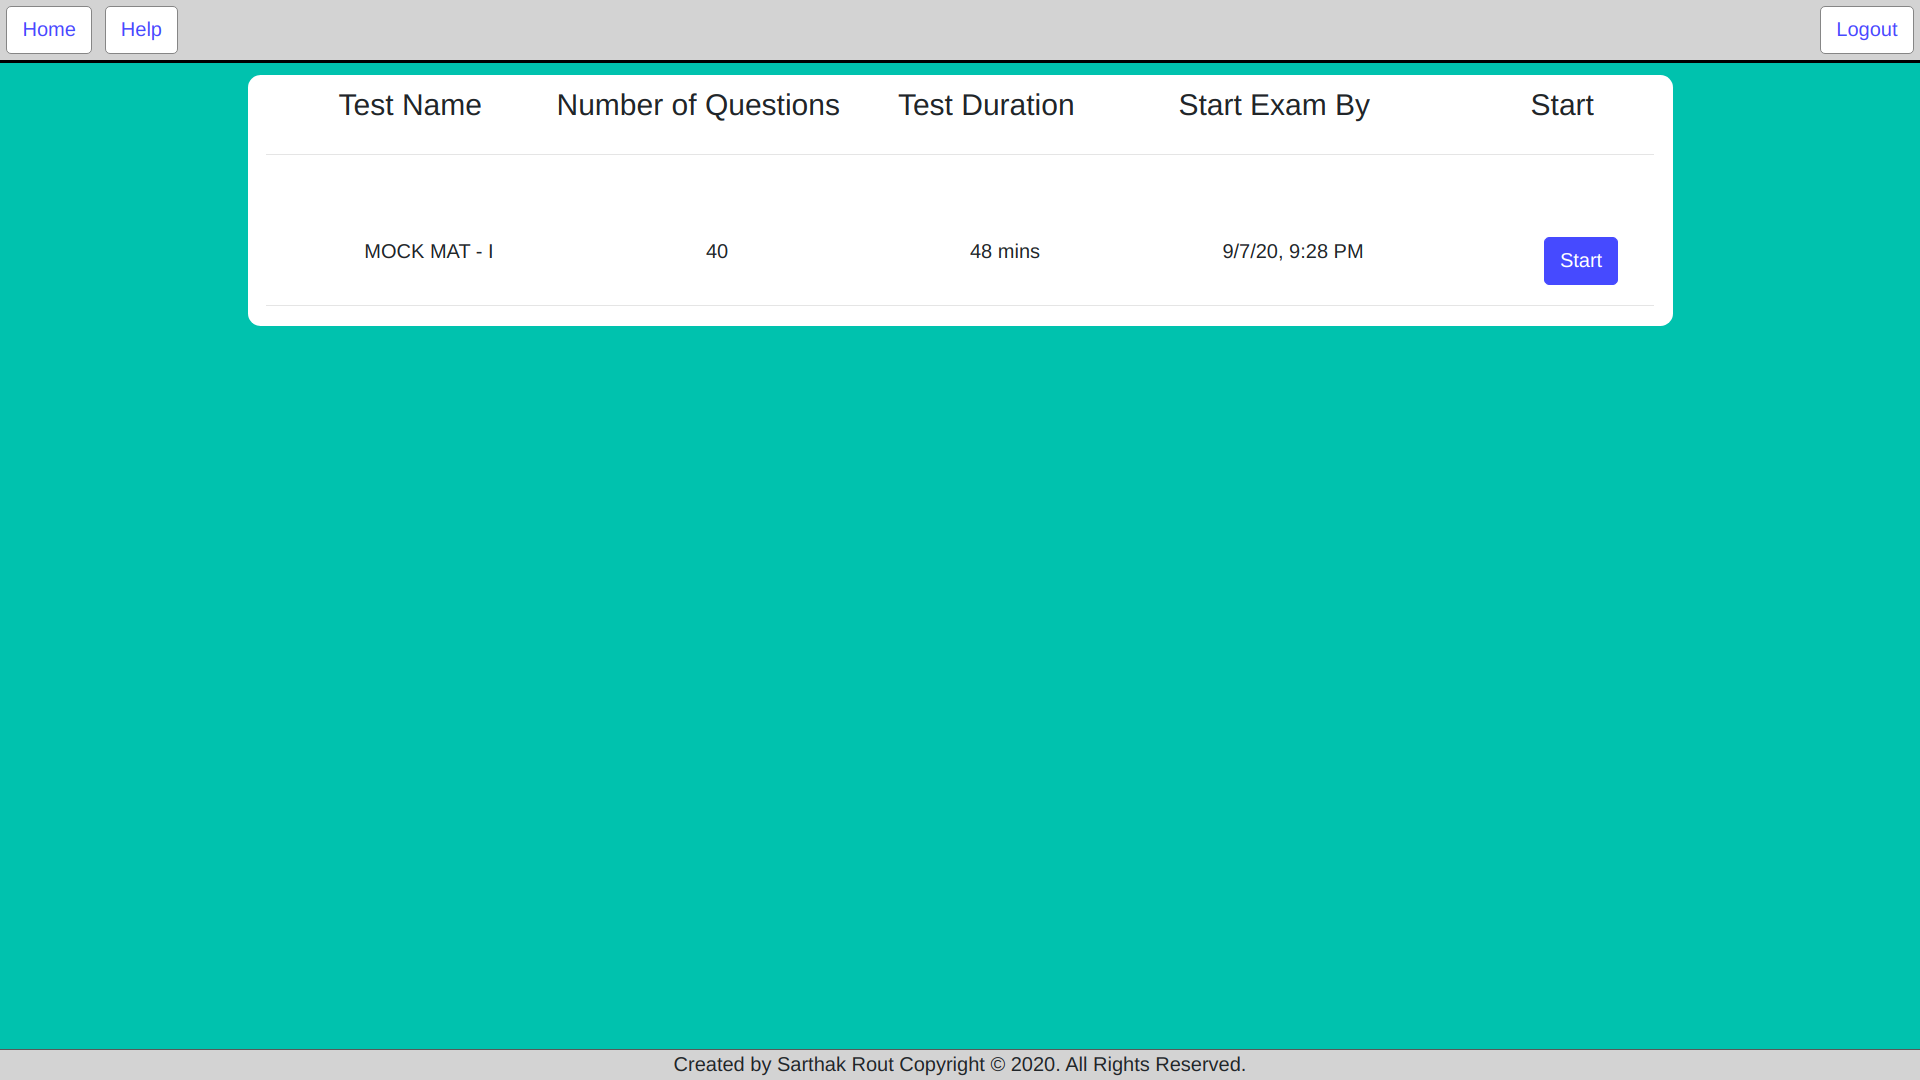 Home Help Logout
Test Name Number of Questions Test Duration Start Exam By Start
MOCK MAT - I 40 48 mins 9/7/20, 9:28 PM Start
Created by Sarthak Rout Copyright © 2020. All Rights Reserved.